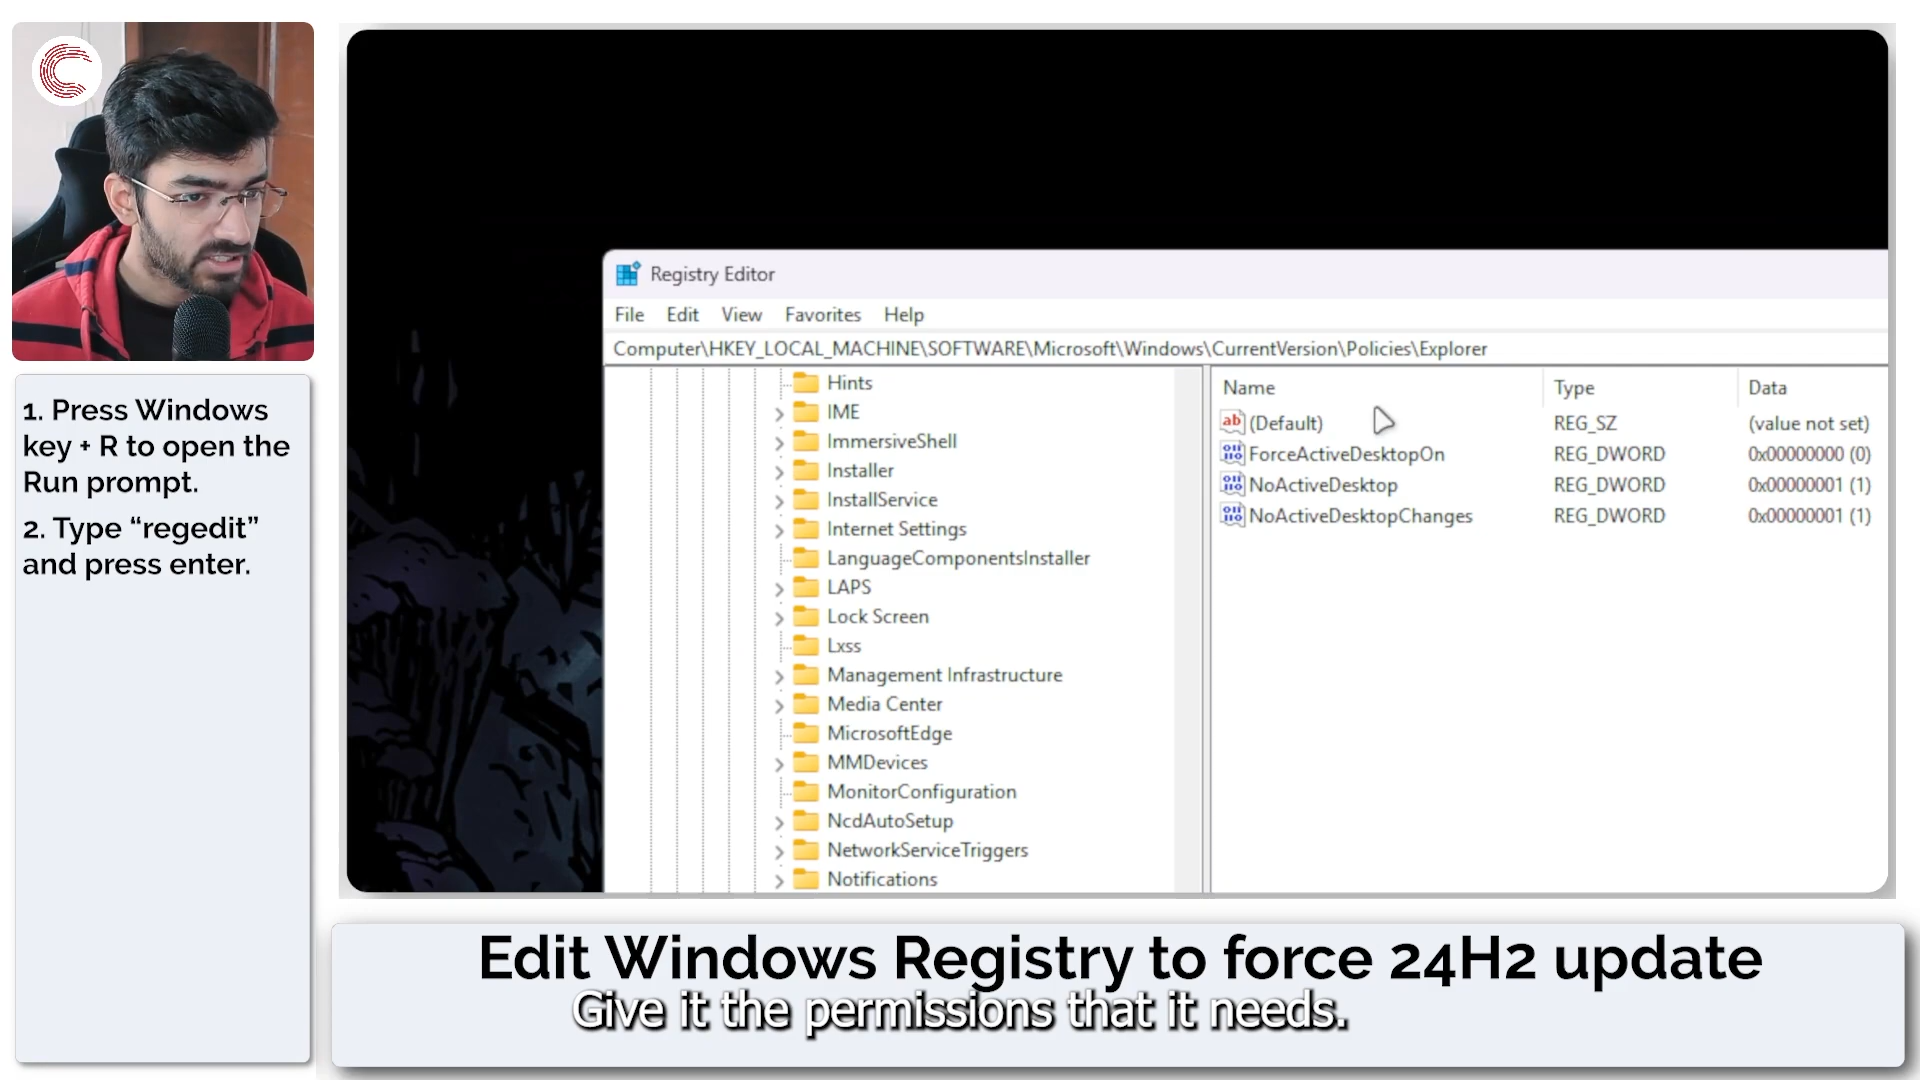 1. Press Windows
key + R to open the
Run prompt.
2. Type “regedit”
and press enter.
Registry Editor
File Edit View Favorites Help
Computer\HKEY_LOCAL_MACHINE\SOFTWARE\Microsoft\Windows\CurrentVersion\Policies\Explorer
Hints
IME
ImmersiveShell
Installer
InstallService
Internet Settings
LanguageComponentsInstaller
LAPS
Lock Screen
Lxss
Management Infrastructure
Media Center
MicrosoftEdge
MMDevices
MonitorConfiguration
NcdAutoSetup
NetworkServiceTriggers
Notifications
Name Type Data
ab (Default) REG_SZ (value not set)
ForceActiveDesktopOn REG_DWORD 0x00000000 (0)
NoActiveDesktop REG_DWORD 0x00000001 (1)
NoActiveDesktopChanges REG_DWORD 0x00000001 (1)
Edit Windows Registry to force 24H2 update
Give it the permissions that it needs.